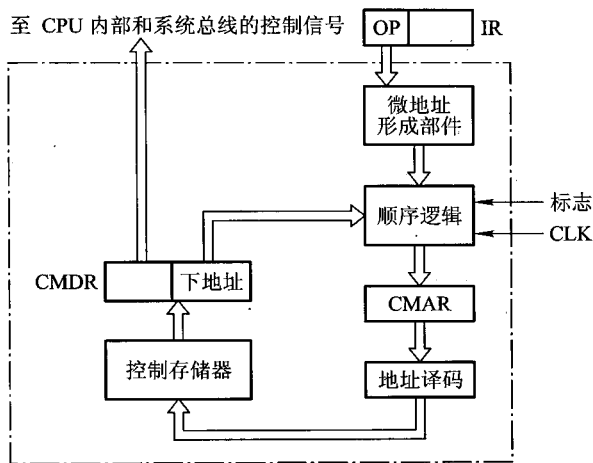 至 CPU 内部和系统总线的控制信号
OP
IR
微地址
形成部件
顺序逻辑
标志
CLK
CMDR
下地址
CMAR
控制存储器
地址译码